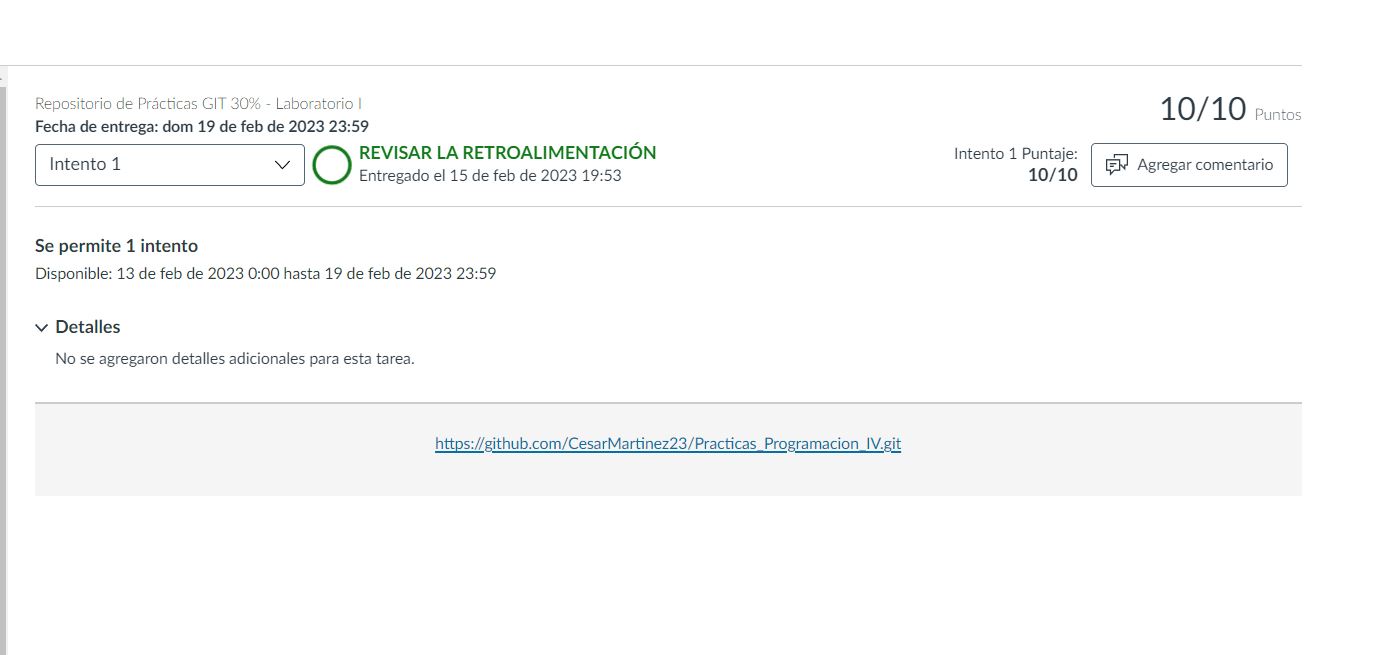 Repositorio de Prácticas GIT 30% - Laboratorio I
Fecha de entrega: dom 19 de feb de 2023 23:59
10/10 Puntos
Intento 1
REVISAR LA RETROALIMENTACIÓN
Entregado el 15 de feb de 2023 19:53
Intento 1 Puntaje:
10/10
Agregar comentario
Se permite 1 intento
Disponible: 13 de feb de 2023 0:00 hasta 19 de feb de 2023 23:59
Detalles
No se agregaron detalles adicionales para esta tarea.
https://github.com/CesarMartinez23/Practicas_Programacion_IV.git